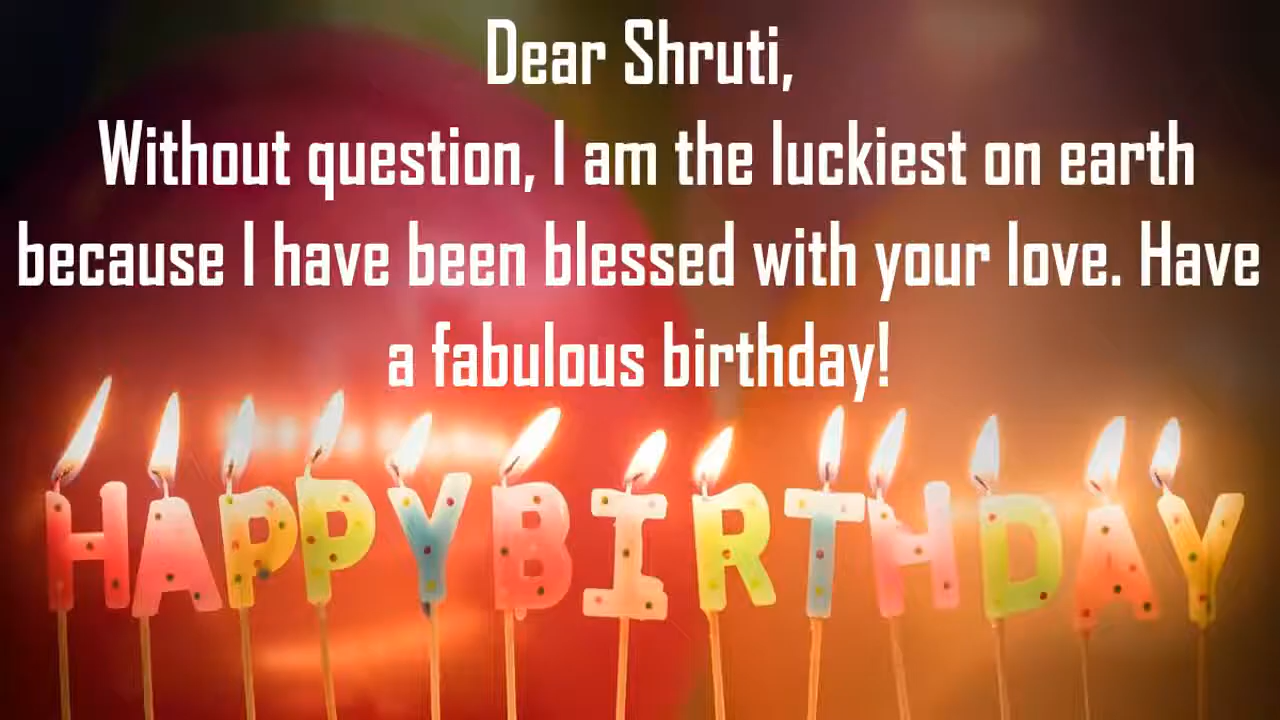 Dear Shruti,
Without question, I am the luckiest on earth
because I have been blessed with your love. Have
a fabulous birthday!
HAPPY BIRTHDAY